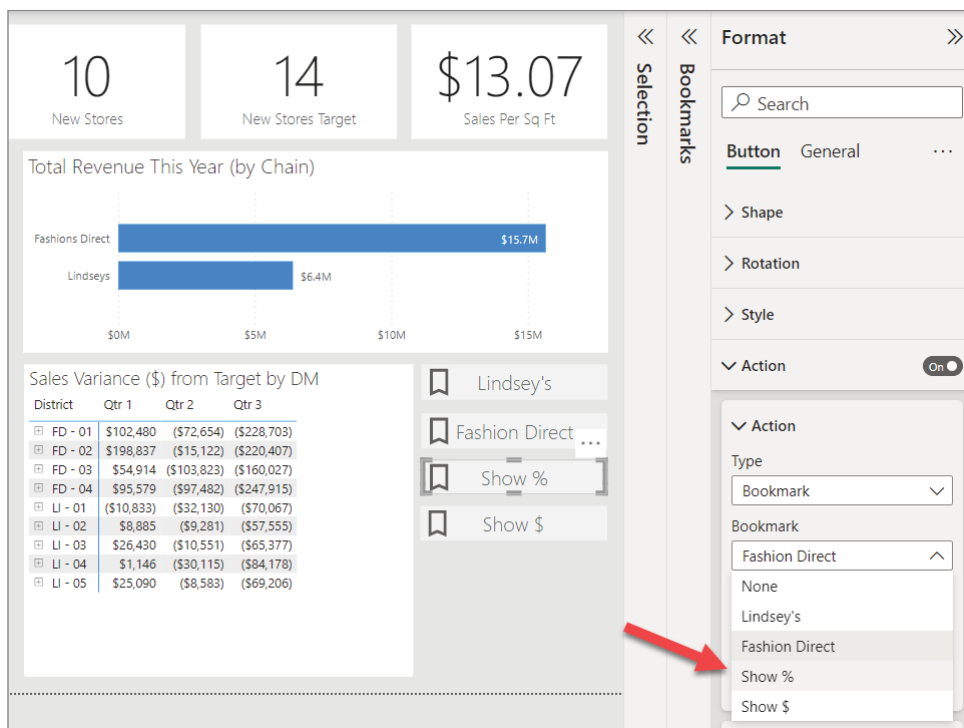 10
New Stores
14
New Stores Target
$13.07
Sales Per Sq Ft
Total Revenue This Year (by Chain)
Fashions Direct $15.7M
Lindseys $6.4M
$0M $5M $10M $15M
Sales Variance ($) from Target by DM
District Qtr 1 Qtr 2 Qtr 3
FD - 01 $102,480 ($72,654) ($228,703)
FD - 02 $198,837 ($15,122) ($220,407)
FD - 03 $54,914 ($103,823) ($160,027)
FD - 04 $95,579 ($97,482) ($247,915)
LI - 01 ($10,833) ($32,130) ($70,067)
LI - 02 $8,885 ($9,281) ($57,555)
LI - 03 $26,430 ($10,551) ($65,377)
LI - 04 $1,146 ($30,115) ($84,178)
LI - 05 $25,090 ($8,583) ($69,206)
Lindsey's
Fashion Direct
Show %
Show $
Selection
Bookmarks
Format
Search
Button General
Shape
Rotation
Style
Action On
Action
Type
Bookmark
Bookmark
Fashion Direct
None
Lindsey's
Fashion Direct
Show %
Show $